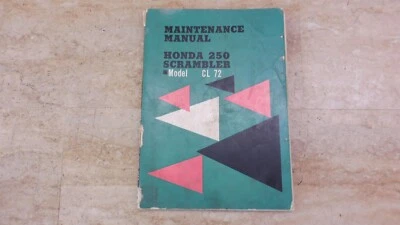 MAINTENANCE
MANUAL
HONDA 250
SCRAMBLER
Model CL 72